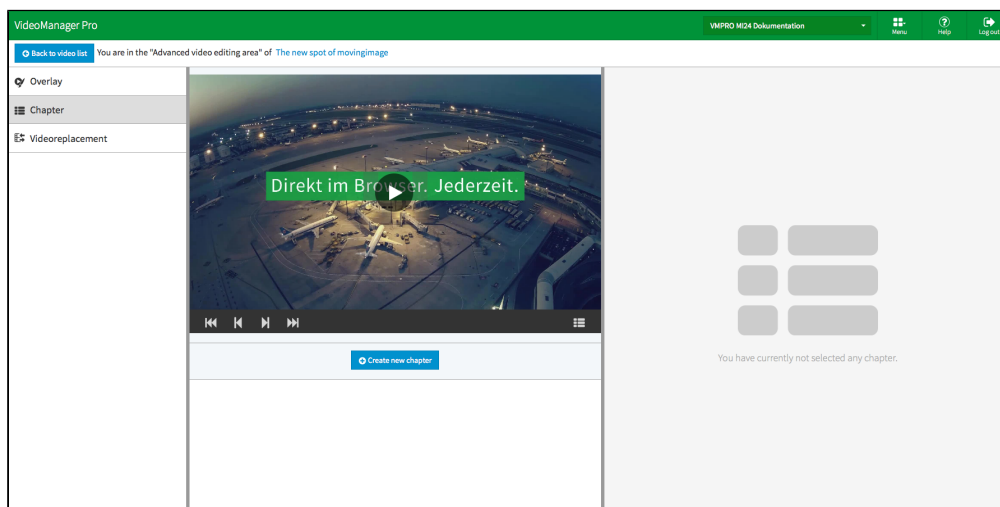 VideoManager Pro
VMPRO MI24 Dokumentation
Menu
Help
Log out
Back to video list
You are in the "Advanced video editing area" of The new spot of movingimage
Overlay
Chapter
Videoreplacement
Direkt im Browser. Jederzeit.
Create new chapter
You have currently not selected any chapter.